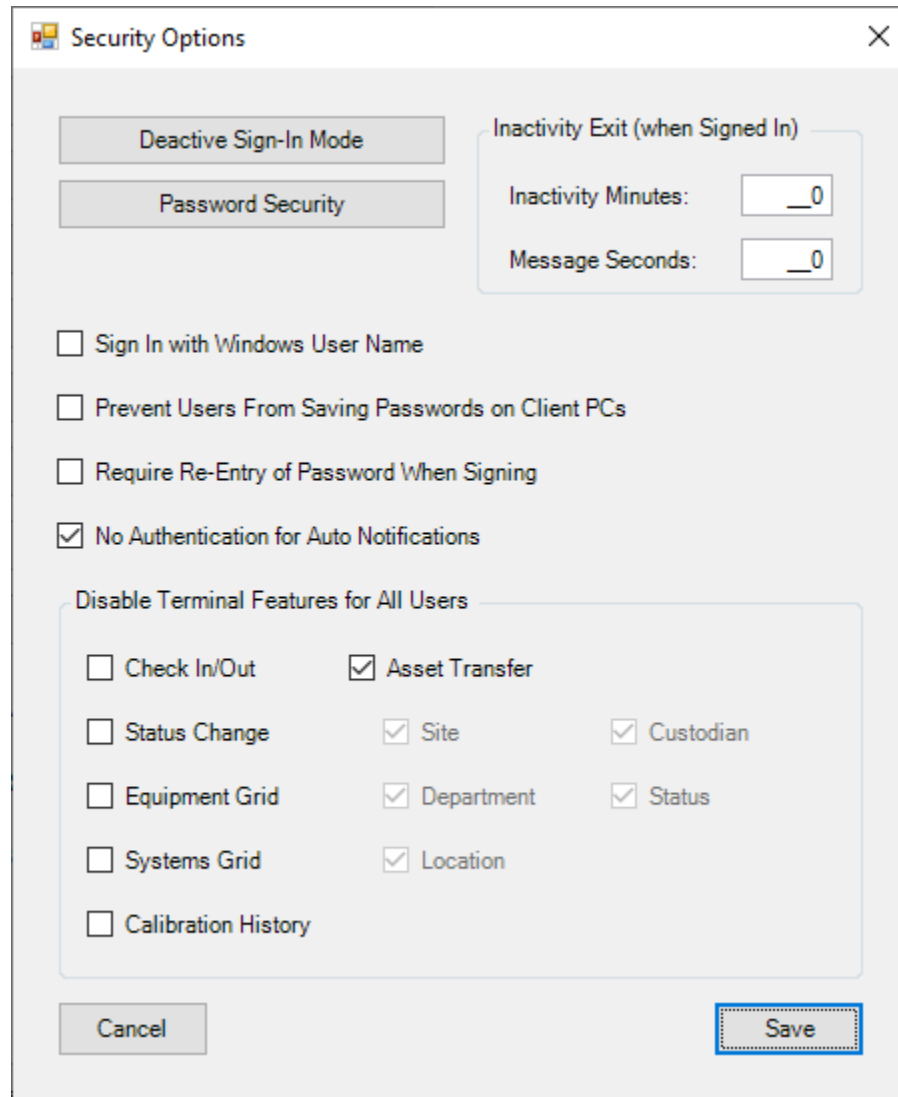 Security Options
Deactive Sign-In Mode
Password Security
Inactivity Exit (when Signed In)
Inactivity Minutes: __0
Message Seconds: __0
Sign In with Windows User Name
Prevent Users From Saving Passwords on Client PCs
Require Re-Entry of Password When Signing
No Authentication for Auto Notifications
Disable Terminal Features for All Users
Check In/Out Asset Transfer
Status Change Site Custodian
Equipment Grid Department Status
Systems Grid Location
Calibration History
Cancel Save